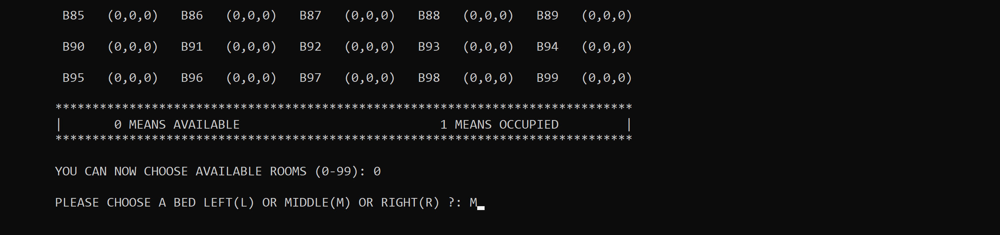 B85 (0,0,0) B86 (0,0,0) B87 (0,0,0) B88 (0,0,0) B89 (0,0,0)
B90 (0,0,0) B91 (0,0,0) B92 (0,0,0) B93 (0,0,0) B94 (0,0,0)
B95 (0,0,0) B96 (0,0,0) B97 (0,0,0) B98 (0,0,0) B99 (0,0,0)
******************************************************************************
| 0 MEANS AVAILABLE 1 MEANS OCCUPIED |
******************************************************************************
YOU CAN NOW CHOOSE AVAILABLE ROOMS (0-99): 0
PLEASE CHOOSE A BED LEFT(L) OR MIDDLE(M) OR RIGHT(R) ?: M